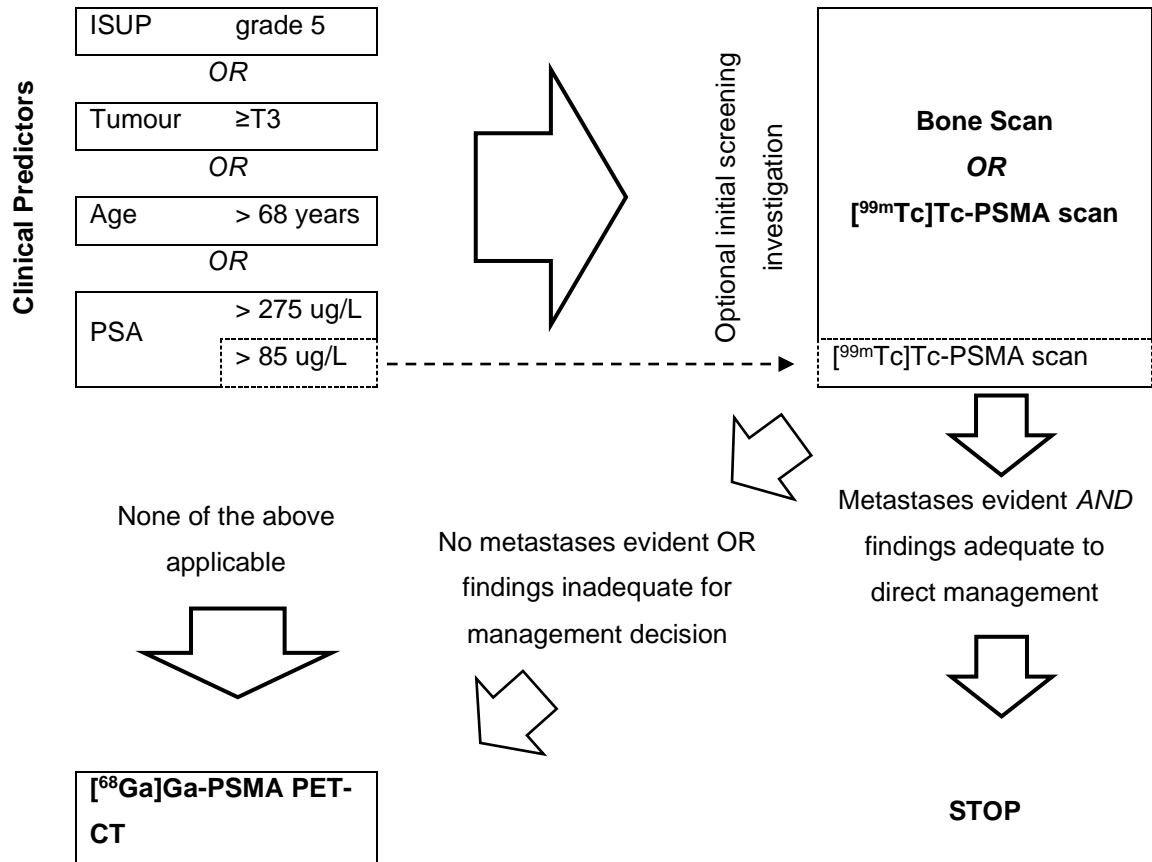 Clinical Predictors
ISUP grade 5
OR
Tumour ≥T3
OR
Age > 68 years
OR
PSA
> 275 ug/L
> 85 ug/L
Optional initial screening
investigation
Bone Scan
OR
[⁹⁹ᵐTc]Tc-PSMA scan
[⁹⁹ᵐTc]Tc-PSMA scan
None of the above
applicable
No metastases evident OR
findings inadequate for
management decision
Metastases evident AND
findings adequate to
direct management
[⁶⁸Ga]Ga-PSMA PET-
CT
STOP